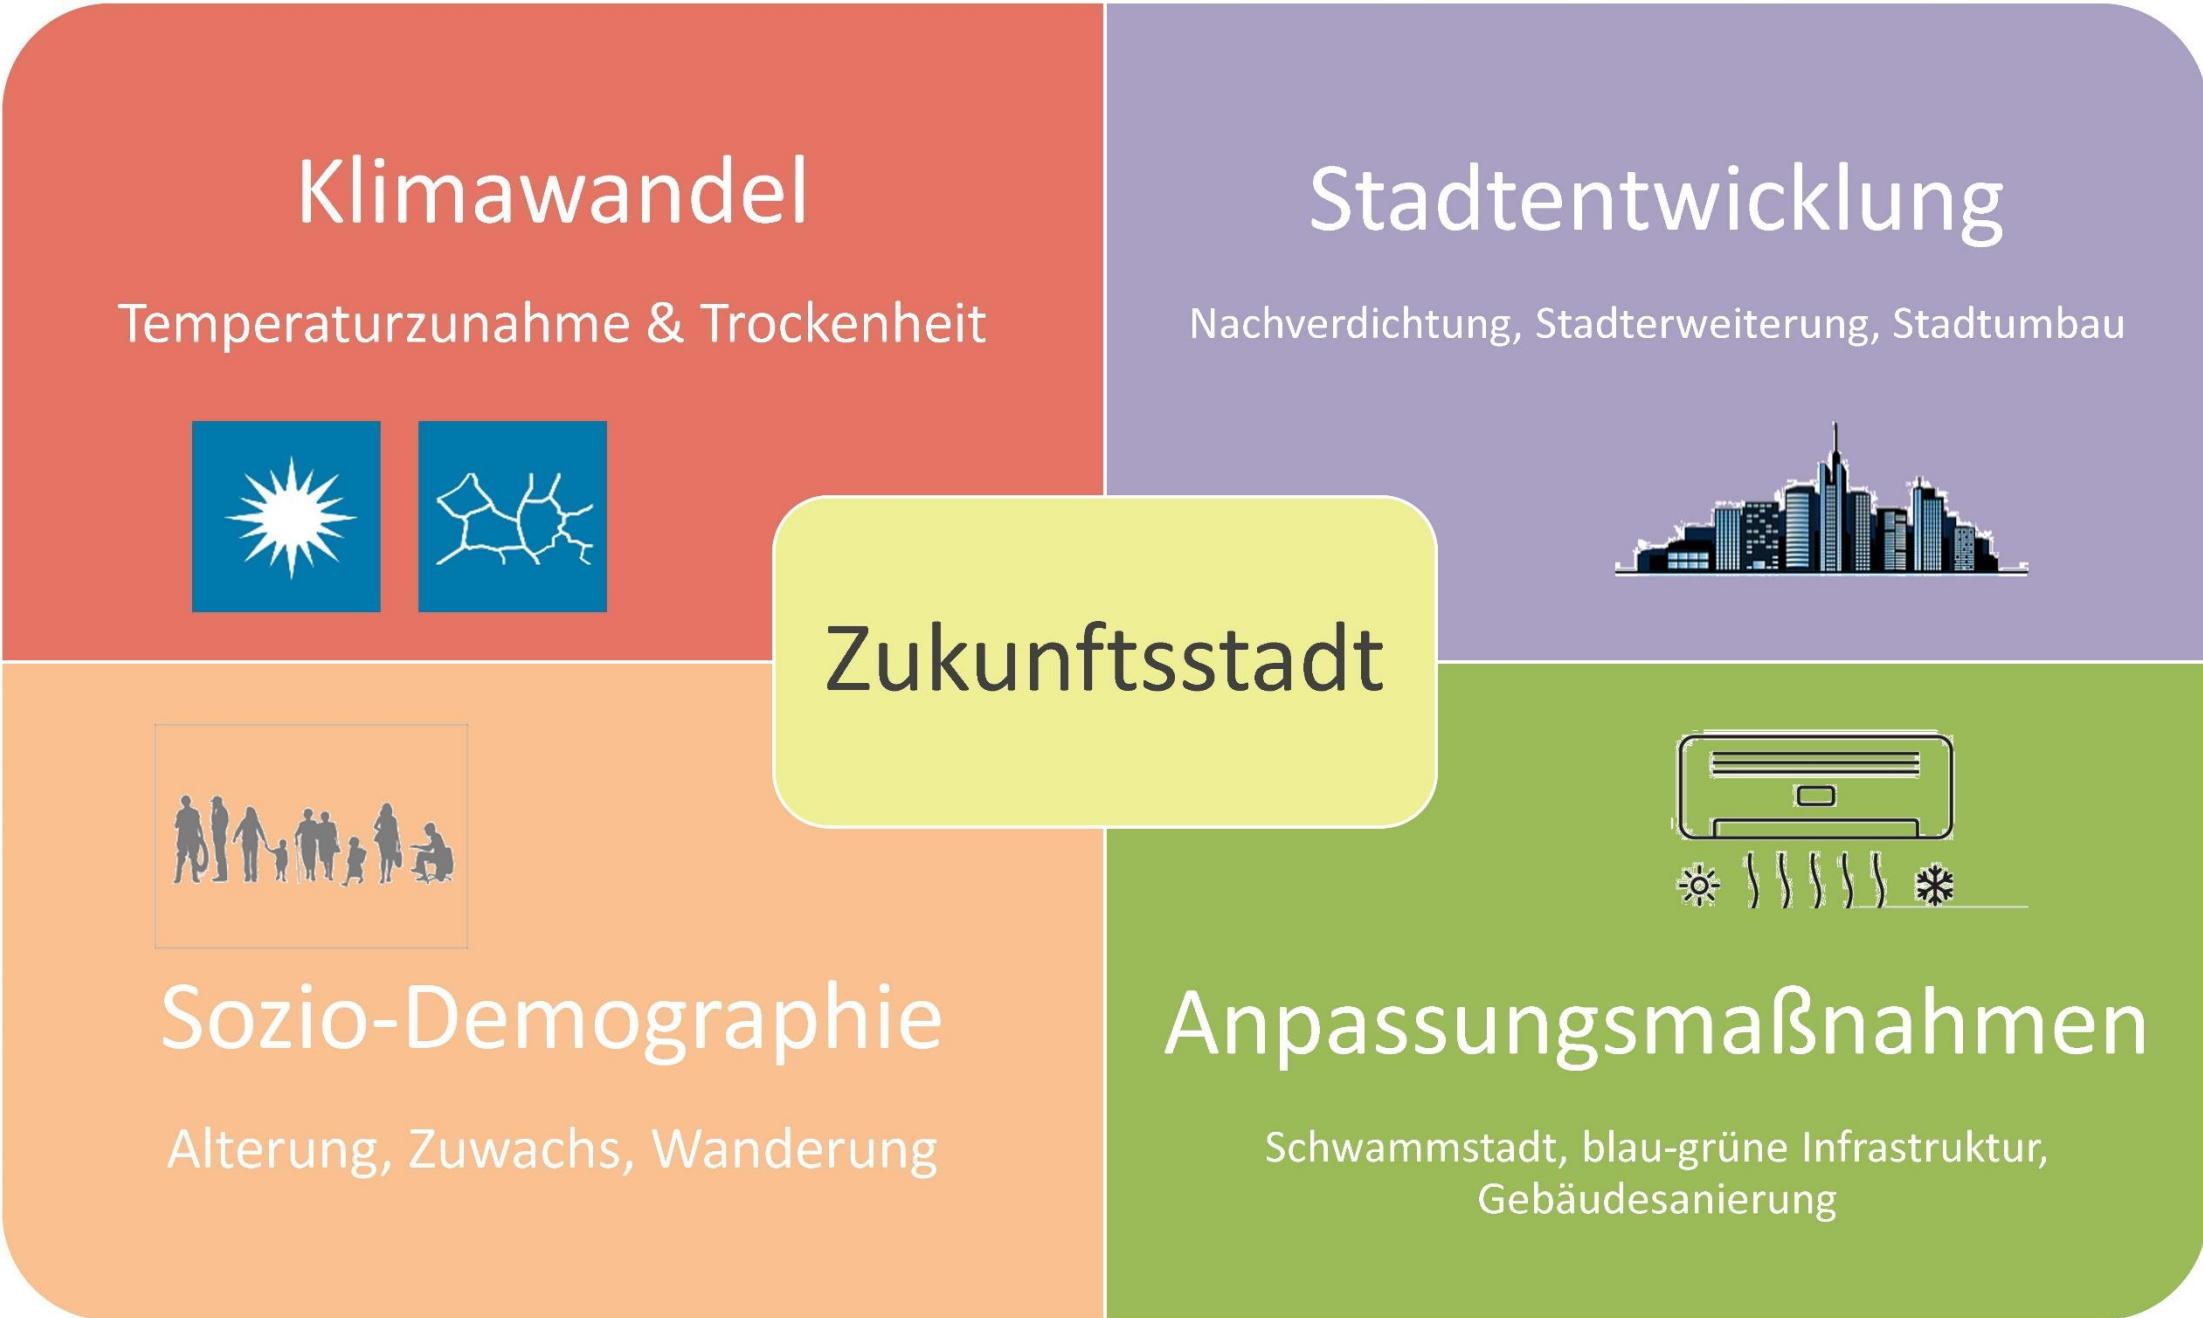 Klimawandel
Temperaturzunahme & Trockenheit
Stadtentwicklung
Nachverdichtung, Stadterweiterung, Stadtumbau
Zukunftsstadt
Sozio-Demographie
Alterung, Zuwachs, Wanderung
Anpassungsmaßnahmen
Schwammstadt, blau-grüne Infrastruktur,
Gebäudesanierung